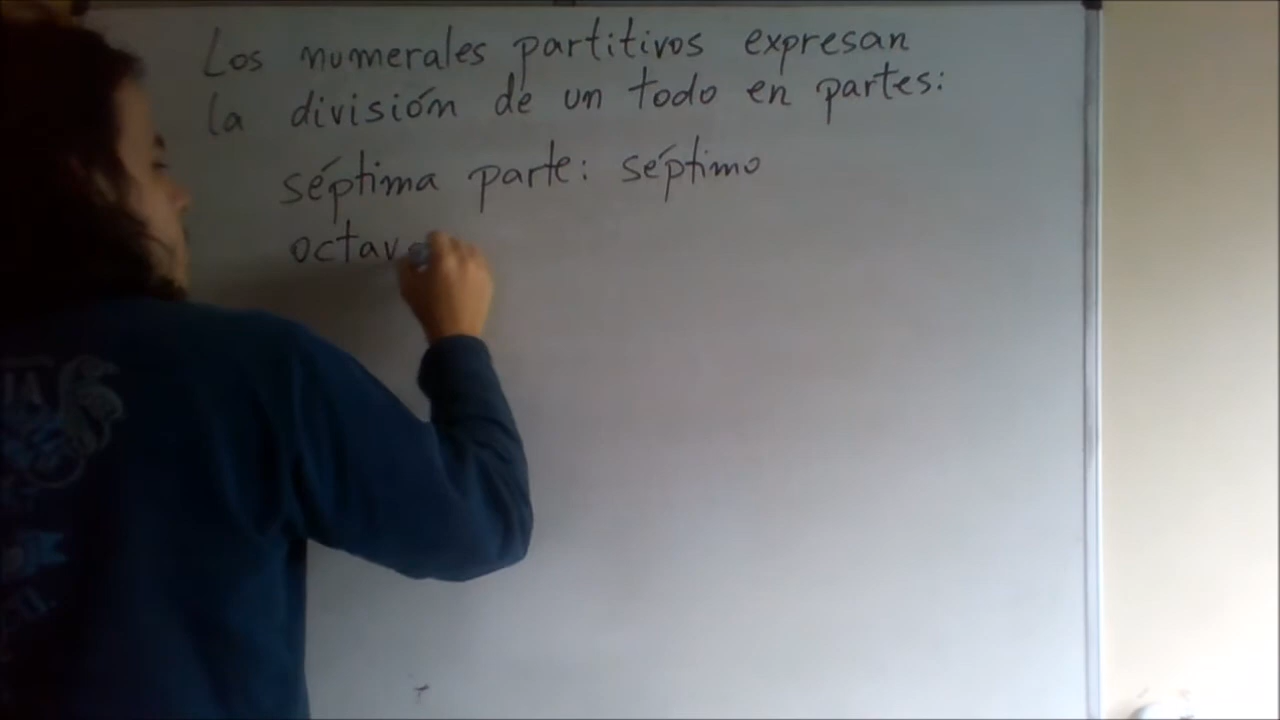 Los numerales partitivos expresan
la división de un todo en partes:
séptima parte: séptimo
octav